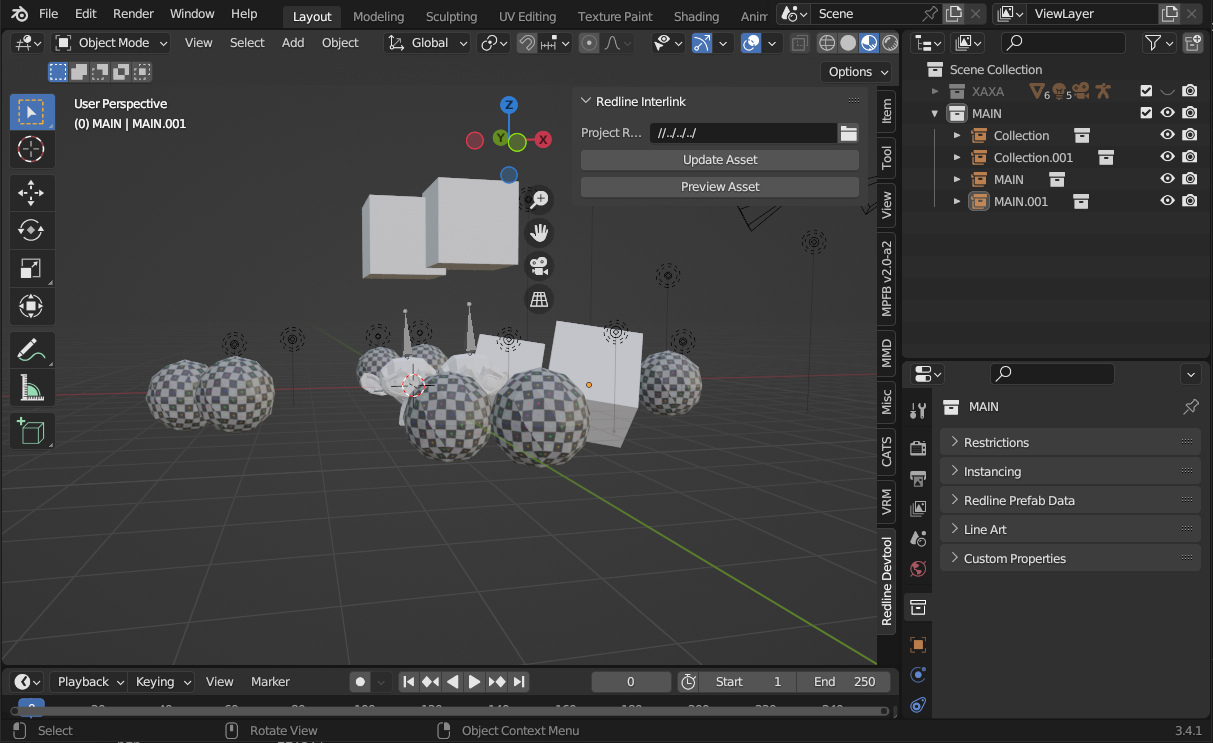 File Edit Render Window Help Layout Modeling Sculpting UV Editing Texture Paint Shading Anim Scene ViewLayer
Object Mode View Select Add Object Global
Options
User Perspective
(0) MAIN | MAIN.001
Z
Y
X
Redline Interlink
Project R... //../../../
Update Asset
Preview Asset
Item
Tool
View
MPFB v2.0-a2
MMD
Misc
CATS
VRM
Redline Devtool
Scene Collection
XAXA 6 5
MAIN
Collection
Collection.001
MAIN
MAIN.001
MAIN
Restrictions
Instancing
Redline Prefab Data
Line Art
Custom Properties
Playback Keying View Marker 0 Start 1 End 250
Select Rotate View Object Context Menu 3.4.1